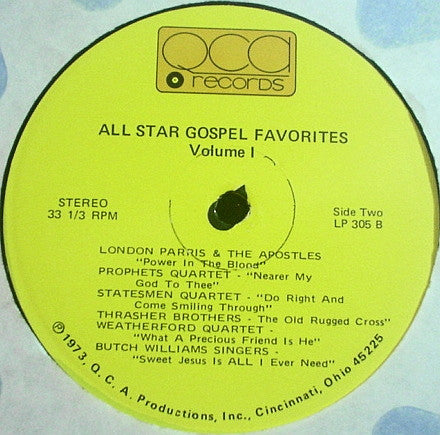 QCA
records
ALL STAR GOSPEL FAVORITES
Volume I
STEREO
33 1/3 RPM
Side Two
LP 305 B
LONDON PARRIS & THE APOSTLES
"Power In The Blood"
PROPHETS QUARTET - "Nearer My
God To Thee"
STATESMEN QUARTET - "Do Right And
Come Smiling Through"
THRASHER BROTHERS - The Old Rugged Cross"
WEATHERFORD QUARTET -
"What A Precious Friend Is He"
BUTCH WILLIAMS SINGERS -
"Sweet Jesus Is ALL I Ever Need"
℗1973, Q. C. A. Productions, Inc., Cincinnati, Ohio 45225